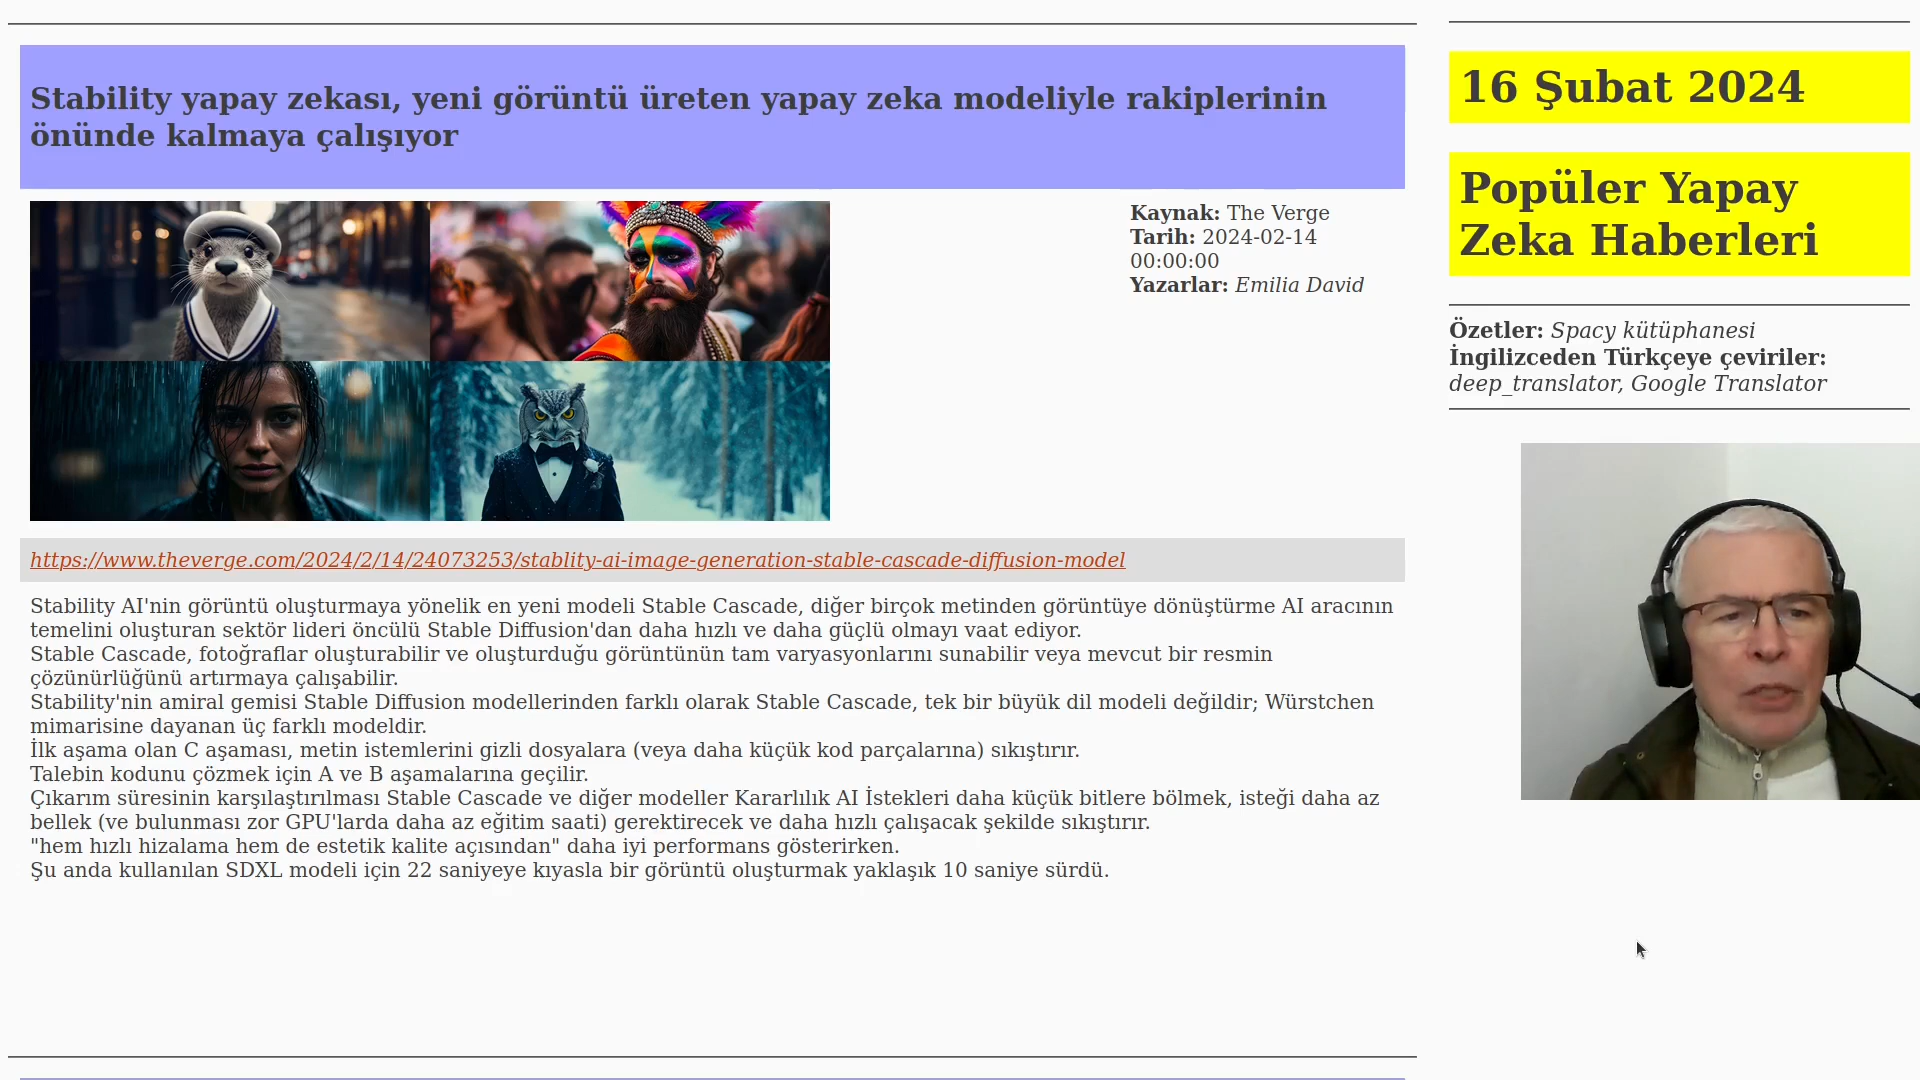 Stability yapay zekası, yeni görüntü üreten yapay zeka modeliyle rakiplerinin
önünde kalmaya çalışıyor
Kaynak: The Verge
Tarih: 2024-02-14
00:00:00
Yazarlar: Emilia David
https://www.theverge.com/2024/2/14/24073253/stablity-ai-image-generation-stable-cascade-diffusion-model
Stability AI'nin görüntü oluşturmaya yönelik en yeni modeli Stable Cascade, diğer birçok metinden görüntüye dönüştürme AI aracının
temelini oluşturan sektör lideri öncülü Stable Diffusion'dan daha hızlı ve daha güçlü olmayı vaat ediyor.
Stable Cascade, fotoğraflar oluşturabilir ve oluşturduğu görüntünün tam varyasyonlarını sunabilir veya mevcut bir resmin
çözünürlüğünü artırmaya çalışabilir.
Stability'nin amiral gemisi Stable Diffusion modellerinden farklı olarak Stable Cascade, tek bir büyük dil modeli değildir; Würstchen
mimarisine dayanan üç farklı modeldir.
İlk aşama olan C aşaması, metin istemlerini gizli dosyalara (veya daha küçük kod parçalarına) sıkıştırır.
Talebin kodunu çözmek için A ve B aşamalarına geçilir.
Çıkarım süresinin karşılaştırılması Stable Cascade ve diğer modeller Kararlılık AI İstekleri daha küçük bitlere bölmek, isteği daha az
bellek (ve bulunması zor GPU'larda daha az eğitim saati) gerektirecek ve daha hızlı çalışacak şekilde sıkıştırır.
"hem hızlı hizalama hem de estetik kalite açısından" daha iyi performans gösterirken.
Şu anda kullanılan SDXL modeli için 22 saniyeye kıyasla bir görüntü oluşturmak yaklaşık 10 saniye sürdü.
16 Şubat 2024
Popüler Yapay
Zeka Haberleri
Özetler: Spacy kütüphanesi
İngilizceden Türkçeye çeviriler:
deep_translator, Google Translator